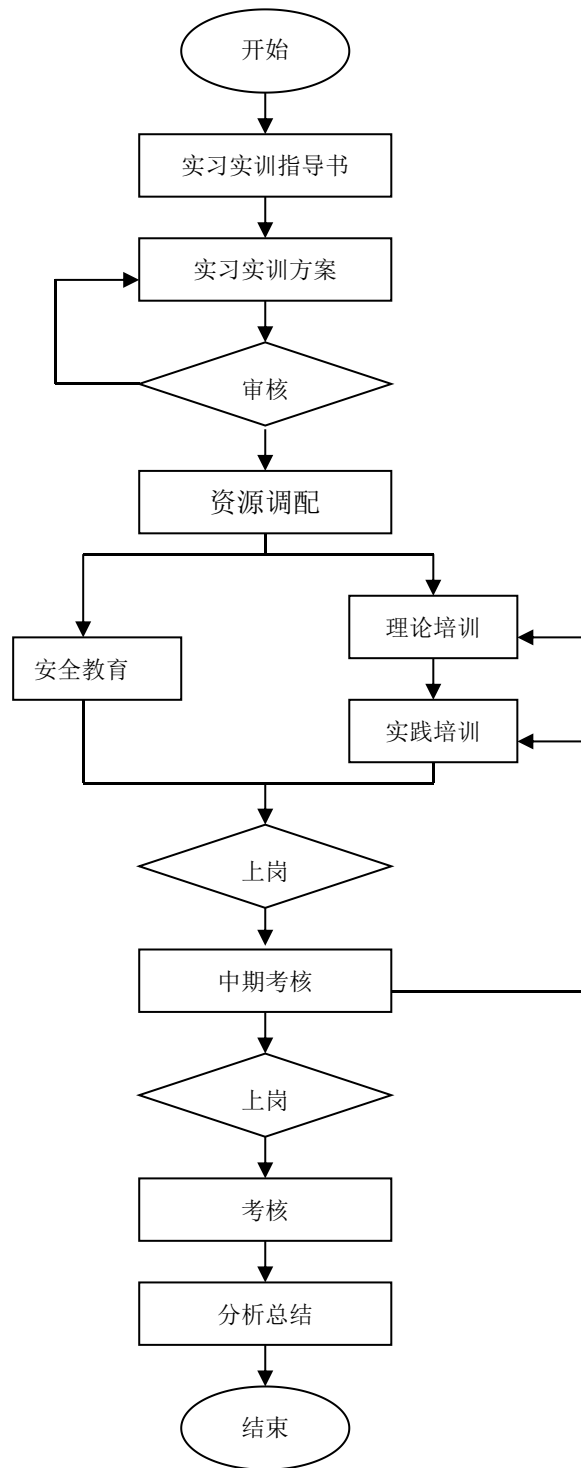 开始
实习实训指导书
实习实训方案
审核
资源调配
理论培训
安全教育
实践培训
上岗
中期考核
上岗
考核
分析总结
结束